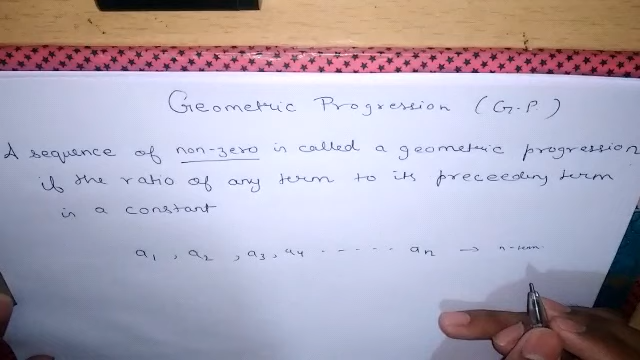 Geometric Progression (G.P.)
A sequence of non-zero is called a geometric progression
if the ratio of any term to its preceeding term
is a constant
a1, a2, a3, a4 ------ an → n-term.